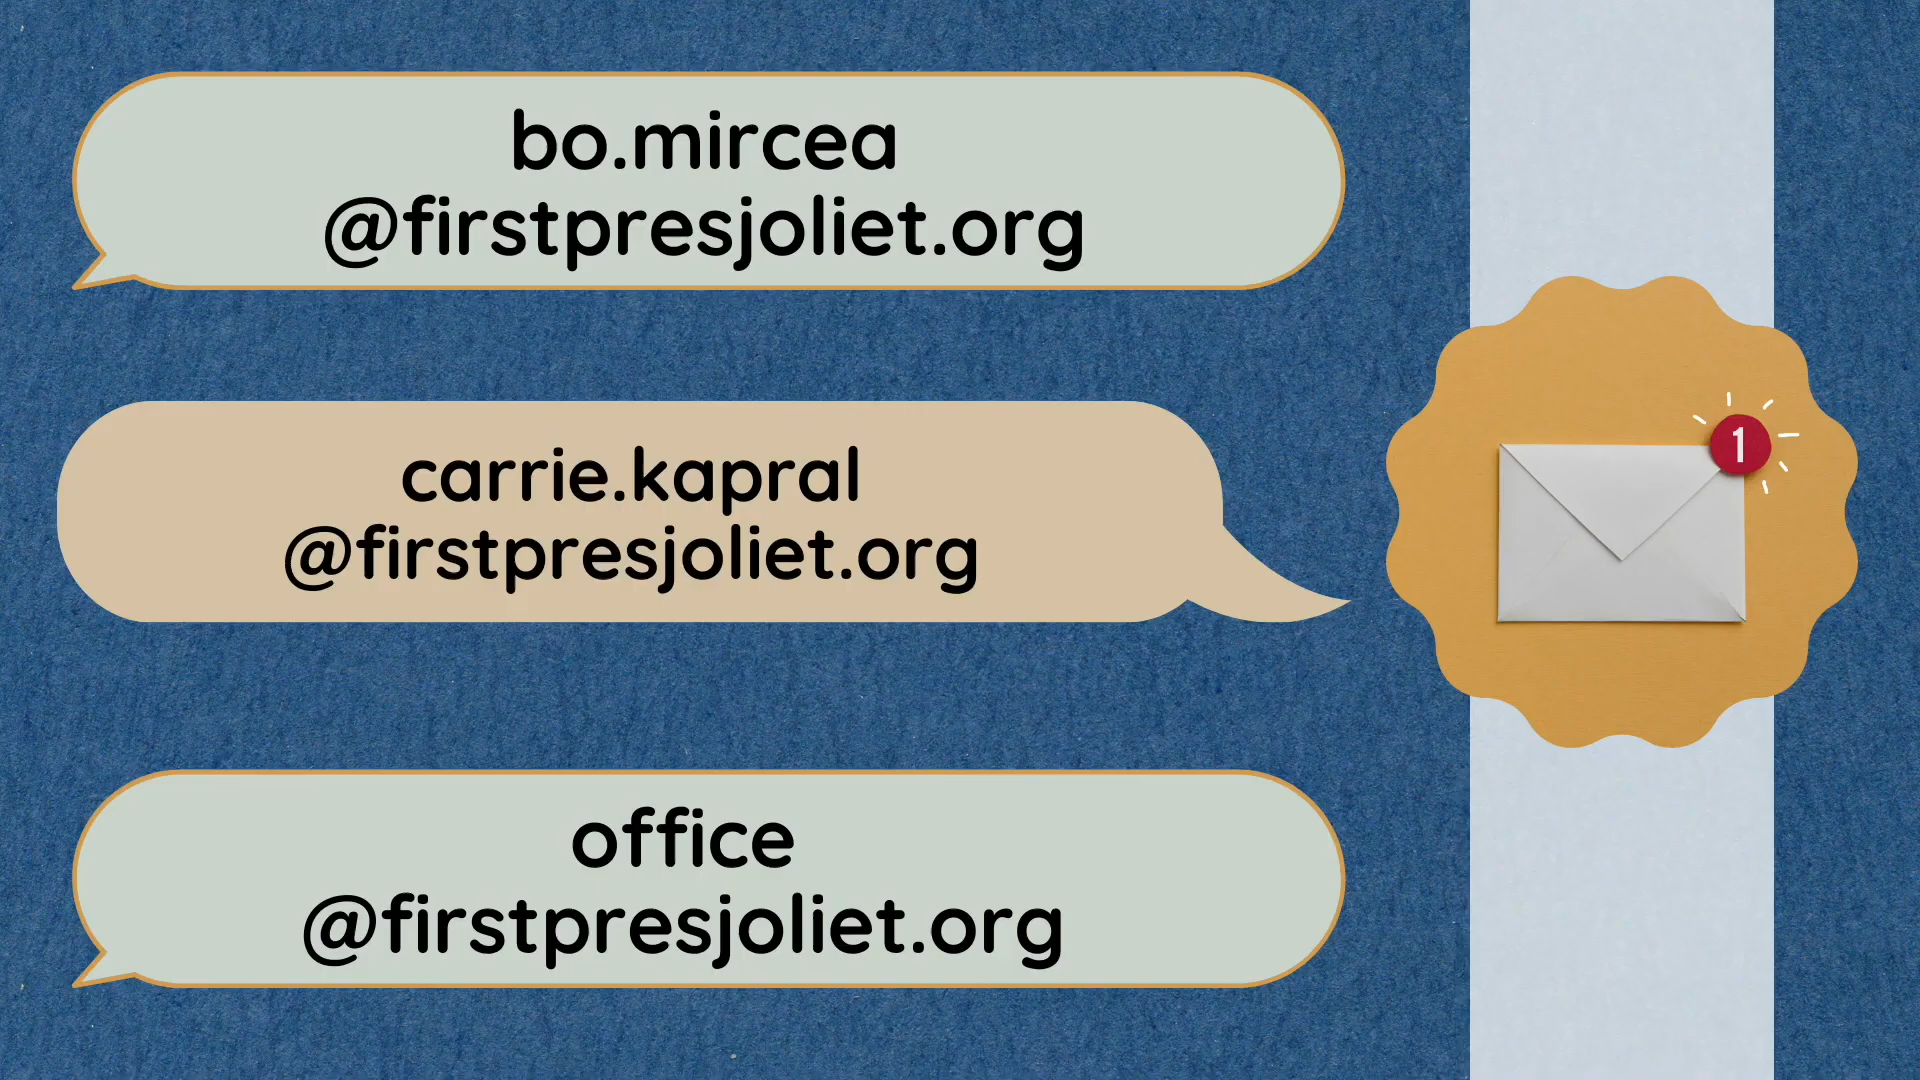 bo.mircea
@firstpresjoliet.org
carrie.kapral
@firstpresjoliet.org
1
office
@firstpresjoliet.org